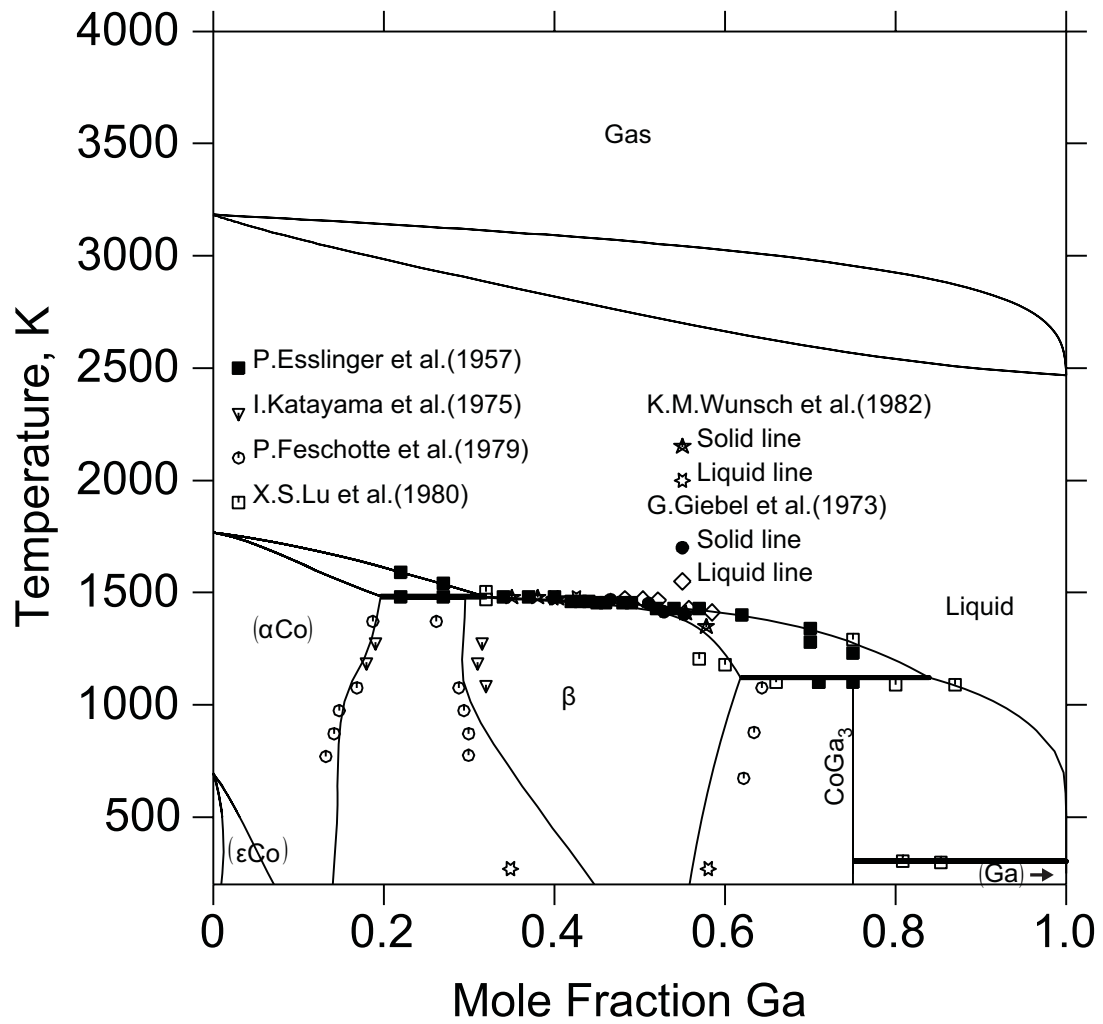 4000
3500
3000
2500
2000
1500
1000
500
Temperature, K
Gas
P.Esslinger et al.(1957)
I.Katayama et al.(1975)
P.Feschotte et al.(1979)
X.S.Lu et al.(1980)
K.M.Wunsch et al.(1982)
Solid line
Liquid line
G.Giebel et al.(1973)
Solid line
Liquid line
Liquid
(αCo)
β
CoGa3
(εCo)
(Ga) →
0 0.2 0.4 0.6 0.8 1.0
Mole Fraction Ga